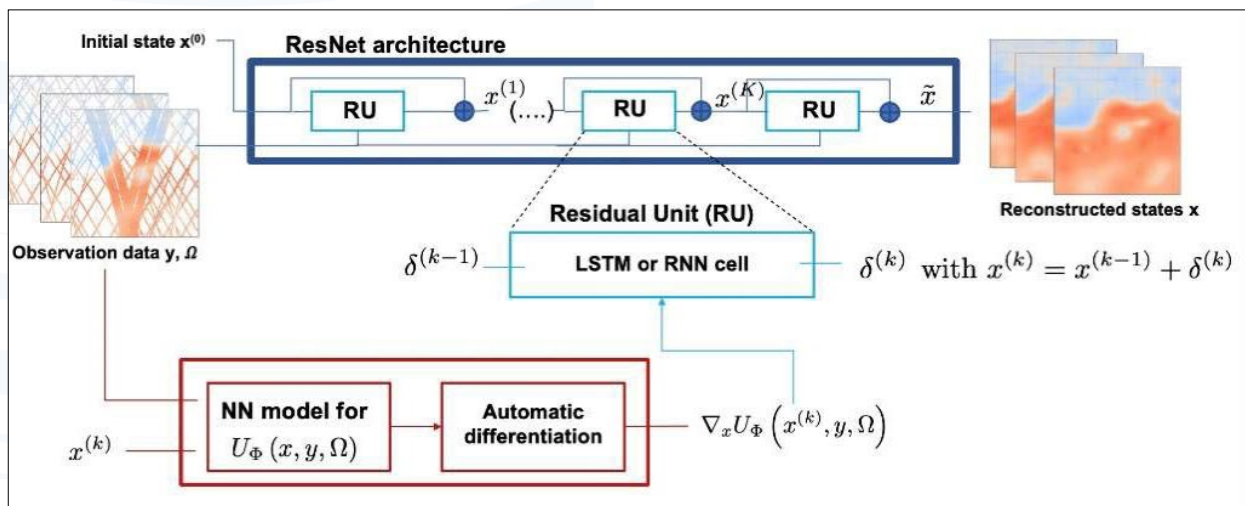 Initial state x⁽⁰⁾
ResNet architecture
RU
x⁽¹⁾
(....)
RU
x⁽ᴷ⁾
RU
x̃
Observation data y, Ω
Reconstructed states x
Residual Unit (RU)
δ⁽ᵏ⁻¹⁾
LSTM or RNN cell
δ⁽ᵏ⁾ with x⁽ᵏ⁾ = x⁽ᵏ⁻¹⁾ + δ⁽ᵏ⁾
x⁽ᵏ⁾
NN model for
U_Φ (x, y, Ω)
Automatic
differentiation
∇ₓU_Φ (x⁽ᵏ⁾, y, Ω)